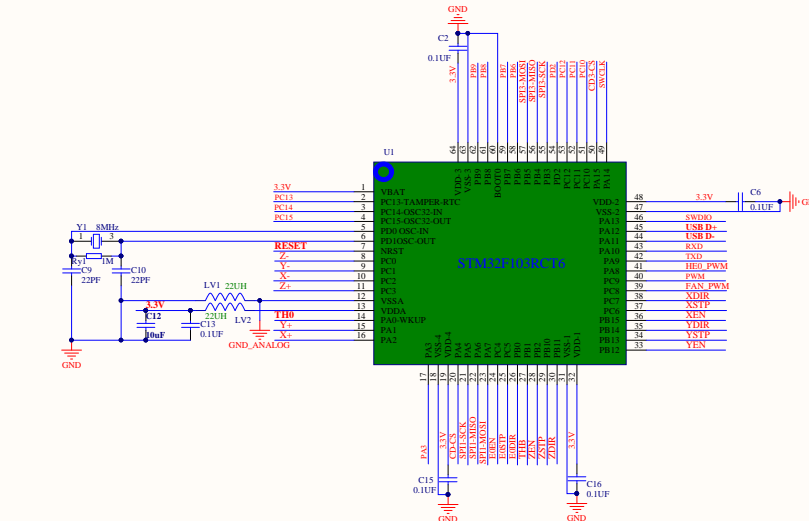 GND
C2
0.1UF
3.3V
PB9
PB8
PB7
PB6
SPI3-MOSI
SPI3-MISO
SPI3-SCK
PD2
PC12
PC11
PC10
CD3-CS
SWCLK
64 63 62 61 60 59 58 57 56 55 54 53 52 51 50 49
U1
VDD-3
VSS-3
PB9
PB8
BOOT0
PB7
PB6
PB5
PB4
PB3
PD2
PC12
PC11
PC10
PA15
PA14
3.3V 1 VBAT
PC13 2 PC13-TAMPER-RTC
PC14 3 PC14-OSC32-IN
PC15 4 PC15-OSC32-OUT
5 PD0 OSC-IN
6 PD1OSC-OUT
RESET 7 NRST
Z- 8 PC0
Y- 9 PC1
X- 10 PC2
Z+ 11 PC3
12 VSSA
13 VDDA
TH0 14 PA0-WKUP
Y+ 15 PA1
X+ 16 PA2
STM32F103RCT6
VDD-2 48 3.3V
VSS-2 47
PA13 46 SWDIO
PA12 45 USB D+
PA11 44 USB D-
PA10 43 RXD
PA9 42 TXD
PA8 41 HE0_PWM
PC9 40 PWM
PC8 39 FAN_PWM
PC7 38 XDIR
PC6 37 XSTP
PB15 36 XEN
PB14 35 YDIR
PB13 34 YSTP
PB12 33 YEN
C6
0.1UF
Y1 8MHz
1 3
Ry1 1M
C9
22PF
C10
22PF
LV1 22UH
22UH
LV2
3.3V
C12
10uF
C13
0.1UF
GND_ANALOG
GND
PA3
VSS-4
VDD-4
PA4
PA5
PA6
PA7
PC4
PC5
PB0
PB1
PB2
PB10
PB11
VSS-1
VDD-1
17 18 19 20 21 22 23 24 25 26 27 28 29 30 31 32
PA3
3.3V
CD-CS
SPI1-SCK
SPI1-MISO
SPI1-MOSI
E0EN
E0STP
E0DIR
THB
ZEN
ZSTP
ZDIR
3.3V
C15
0.1UF
GND
C16
0.1UF
GND